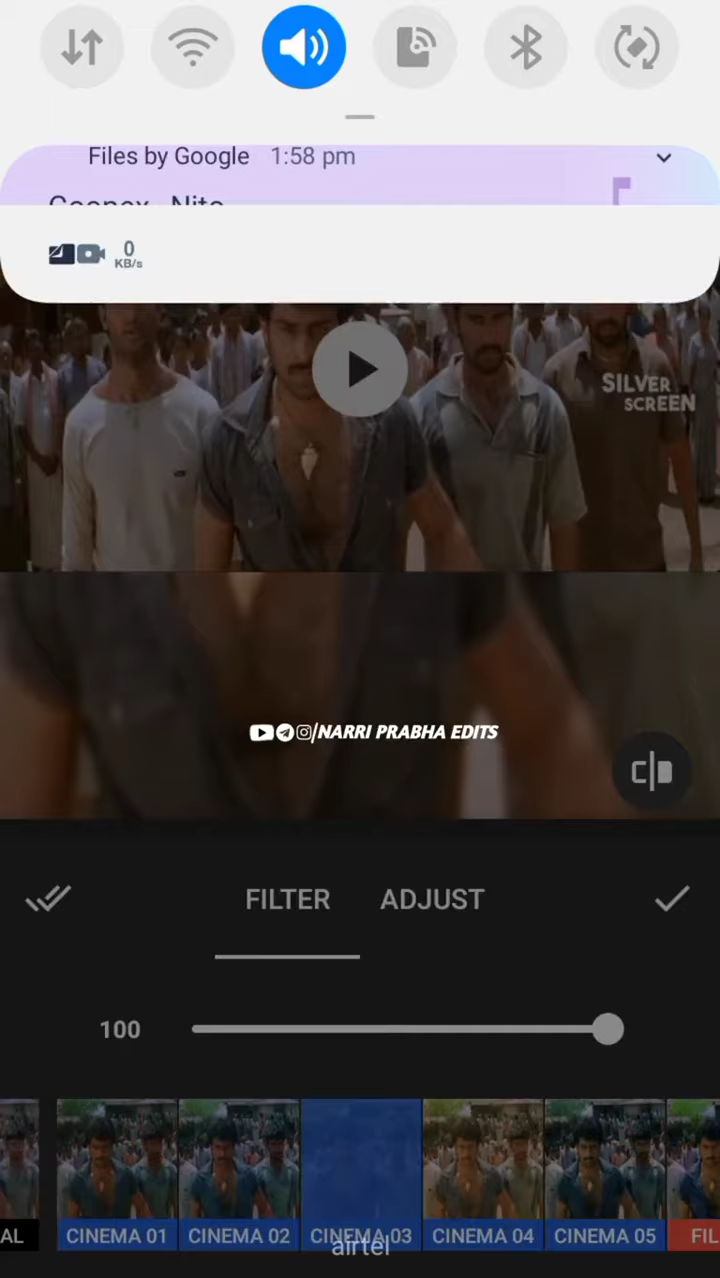 Files by Google 1:58 pm
0
KB/s
SILVER
SCREEN
/NARRI PRABHA EDITS
FILTER ADJUST
100
AL CINEMA 01 CINEMA 02 CINEMA 03 CINEMA 04 CINEMA 05 FIL
airtel